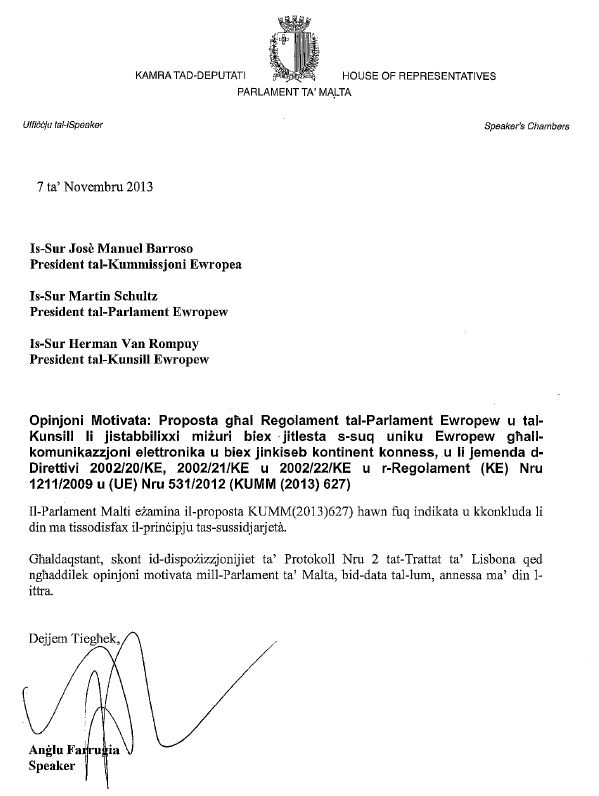 KAMRA TAD-DEPUTATI HOUSE OF REPRESENTATIVES
PARLAMENT TA' MALTA
Uffiċċju tal-iSpeaker Speaker's Chambers
7 ta' Novembru 2013
Is-Sur Josè Manuel Barroso
President tal-Kummissjoni Ewropea
Is-Sur Martin Schultz
President tal-Parlament Ewropew
Is-Sur Herman Van Rompuy
President tal-Kunsill Ewropew
Opinjoni Motivata: Proposta għal Regolament tal-Parlament Ewropew u tal-
Kunsill li jistabbilixxi miżuri biex jitlesta s-suq uniku Ewropew għall-
komunikazzjoni elettronika u biex jinkiseb kontinent konness, u li jemenda d-
Direttivi 2002/20/KE, 2002/21/KE u 2002/22/KE u r-Regolament (KE) Nru
1211/2009 u (UE) Nru 531/2012 (KUMM (2013) 627)
Il-Parlament Malti eżamina il-proposta KUMM(2013)627) hawn fuq indikata u kkonkluda li
din ma tissodisfax il-prinċipju tas-sussidjarjetà.
Għaldaqstant, skont id-dispożizzjonijiet ta' Protokoll Nru 2 tat-Trattat ta' Lisbona qed
ngħaddilek opinjoni motivata mill-Parlament ta' Malta, bid-data tal-lum, annessa ma' din l-
ittra.
Dejjem Tiegħek,
Anġlu Farrugia
Speaker